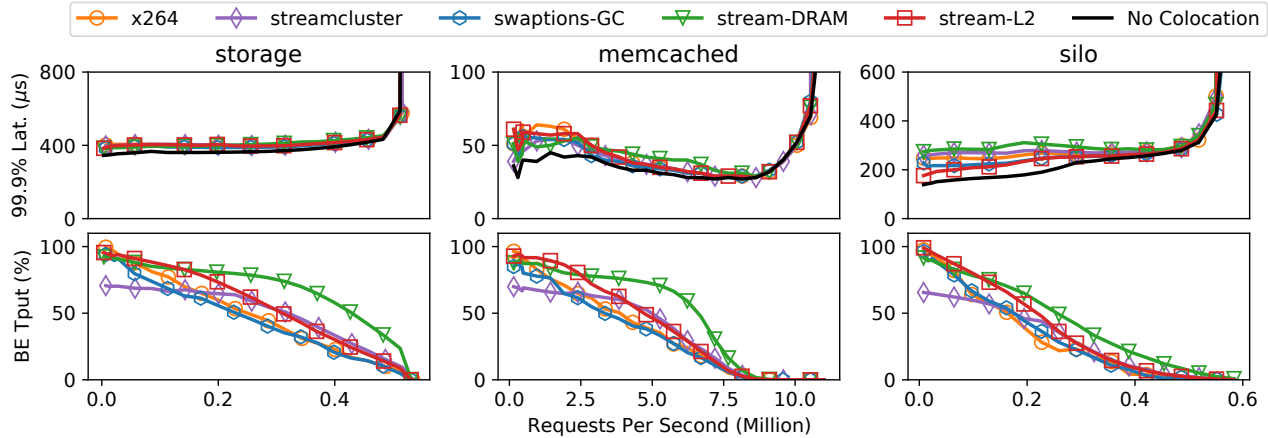 x264 streamcluster swaptions-GC stream-DRAM stream-L2 No Colocation
storage memcached silo
99.9% Lat. (μs)
800
400
0
100
50
0
600
400
200
0
BE Tput (%)
100
50
0
100
50
0
100
50
0
0.0 0.2 0.4
0.0 2.5 5.0 7.5 10.0
0.0 0.2 0.4 0.6
Requests Per Second (Million)